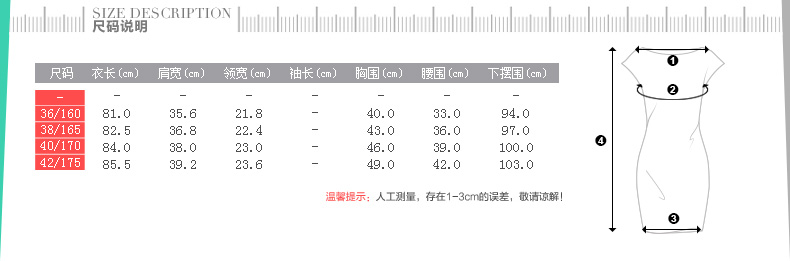 SIZE DESCRIPTION
尺码说明
尺码 衣长(cm) 肩宽(cm) 领宽(cm) 袖长(cm) 胸围(cm) 腰围(cm) 下摆围(cm)
– – – – – – – –
36/160 81.0 35.6 21.8 – 40.0 33.0 94.0
38/165 82.5 36.8 22.4 – 43.0 36.0 97.0
40/170 84.0 38.0 23.0 – 46.0 39.0 100.0
42/175 85.5 39.2 23.6 – 49.0 42.0 103.0
温馨提示：人工测量，存在1-3cm的误差，敬请谅解！
1
2
4
3